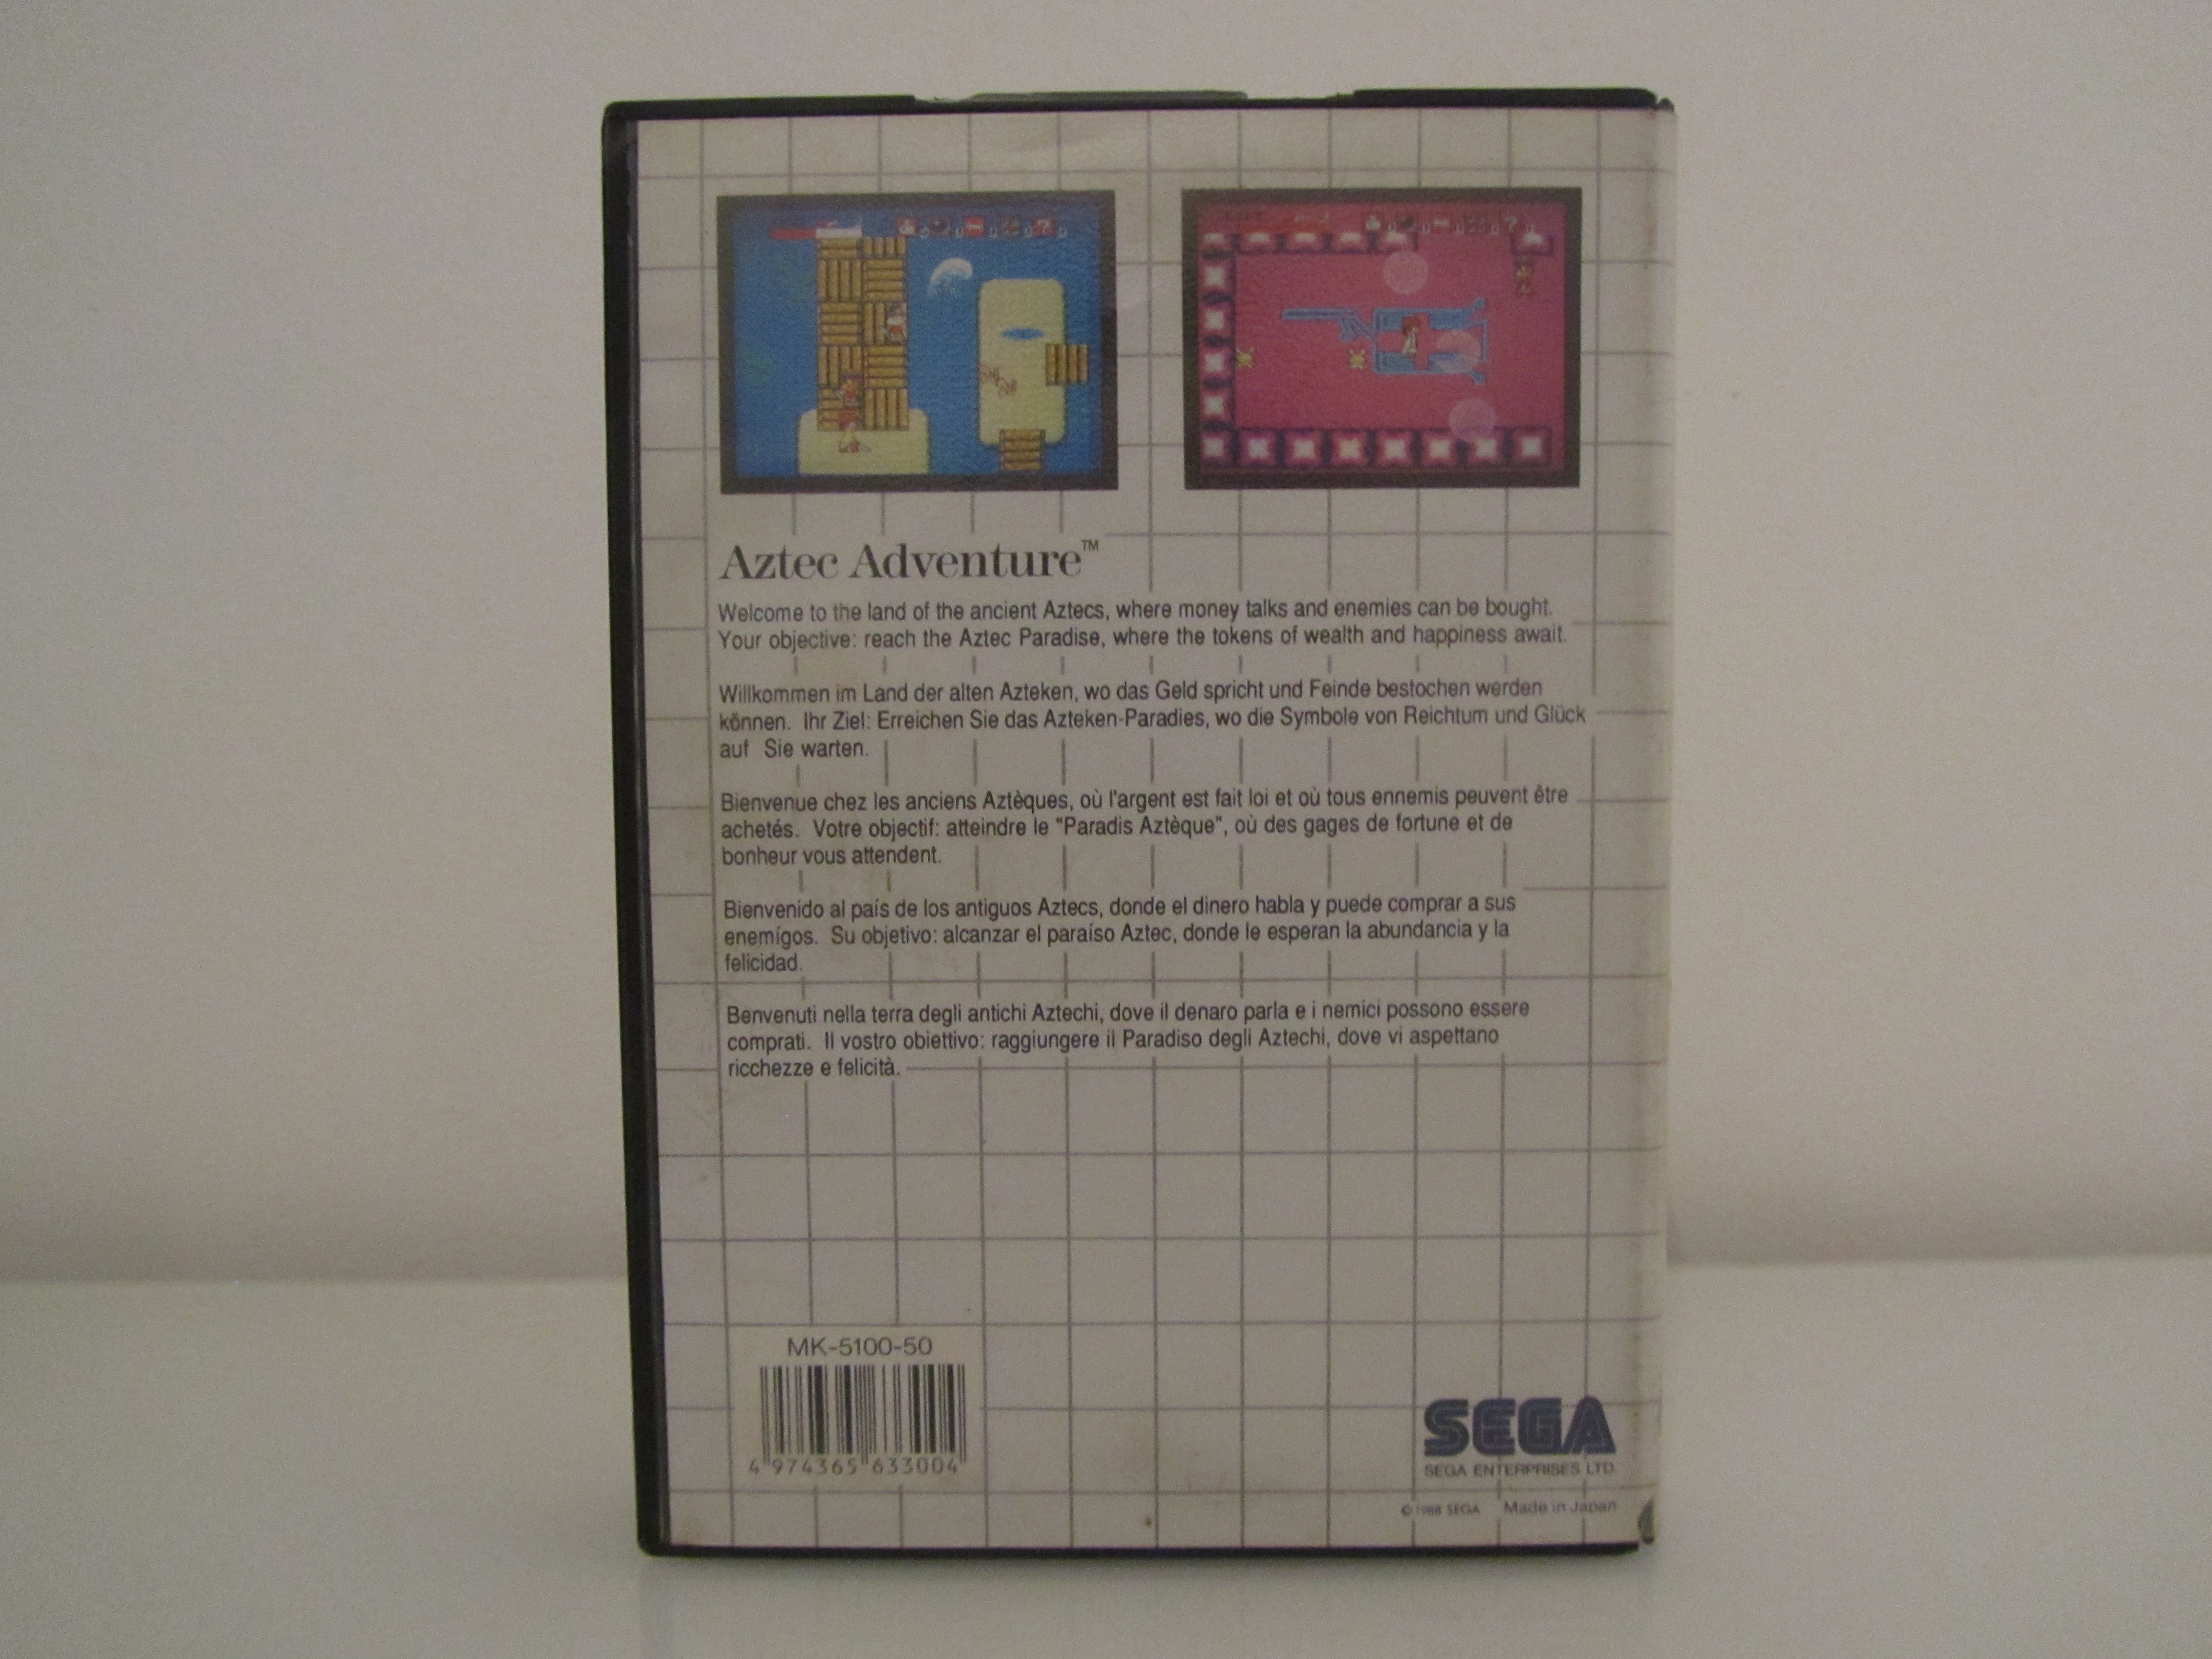 Aztec Adventure™
Welcome to the land of the ancient Aztecs, where money talks and enemies can be bought.
Your objective: reach the Aztec Paradise, where the tokens of wealth and happiness await.
Willkommen im Land der alten Azteken, wo das Geld spricht und Feinde bestochen werden
können. Ihr Ziel: Erreichen Sie das Azteken-Paradies, wo die Symbole von Reichtum und Glück
auf Sie warten.
Bienvenue chez les anciens Aztèques, où l'argent est fait loi et où tous ennemis peuvent être
achetés. Votre objectif: atteindre le "Paradis Aztèque", où des gages de fortune et de
bonheur vous attendent.
Bienvenido al país de los antiguos Aztecs, donde el dinero habla y puede comprar a sus
enemígos. Su objetivo: alcanzar el paraíso Aztec, donde le esperan la abundancia y la
felicidad.
Benvenuti nella terra degli antichi Aztechi, dove il denaro parla e i nemici possono essere
comprati. Il vostro obiettivo: raggiungere il Paradiso degli Aztechi, dove vi aspettano
ricchezze e felicità.
MK-5100-50
4 974365 633004
SEGA
SEGA ENTERPRISES LTD.
©1988 SEGA Made in Japan